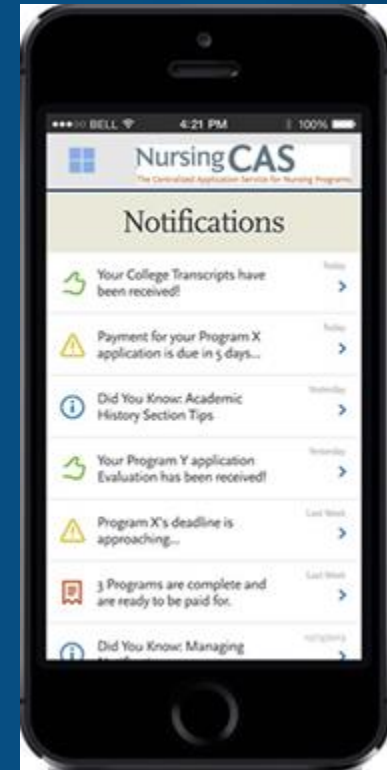 BELL 4:21 PM 100%
NursingCAS
The Centralized Application Service for Nursing Programs
Notifications
Today
Your College Transcripts have
been received!
Today
Payment for your Program X
application is due in 5 days...
Yesterday
Did You Know: Academic
History Section Tips
Yesterday
Your Program Y application
Evaluation has been received!
Last Week
Program X's deadline is
approaching...
Last Week
3 Programs are complete and
are ready to be paid for.
Did You Know: Managing